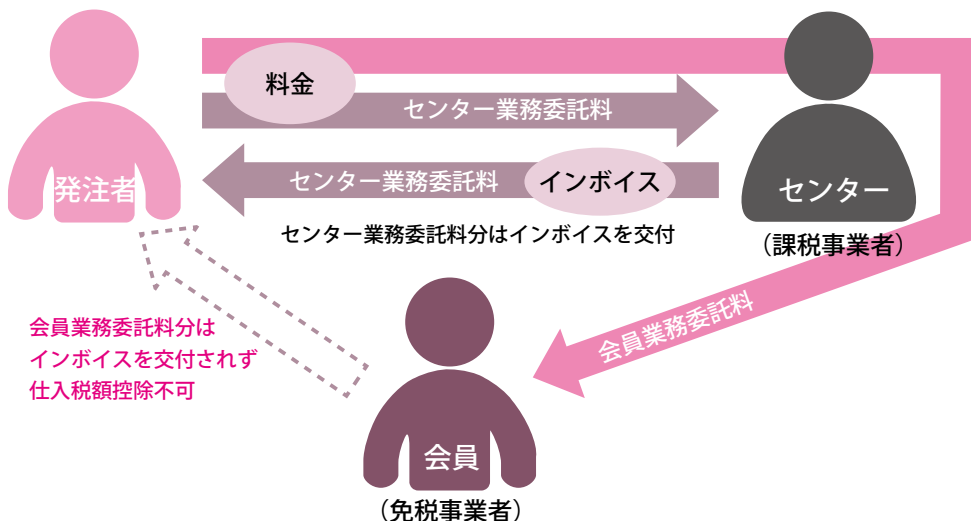 料金
センター業務委託料
発注者
センター業務委託料
インボイス
センター
センター業務委託料分はインボイスを交付
（課税事業者）
会員業務委託料
会員業務委託料分は
インボイスを交付されず
仕入税額控除不可
会員
（免税事業者）